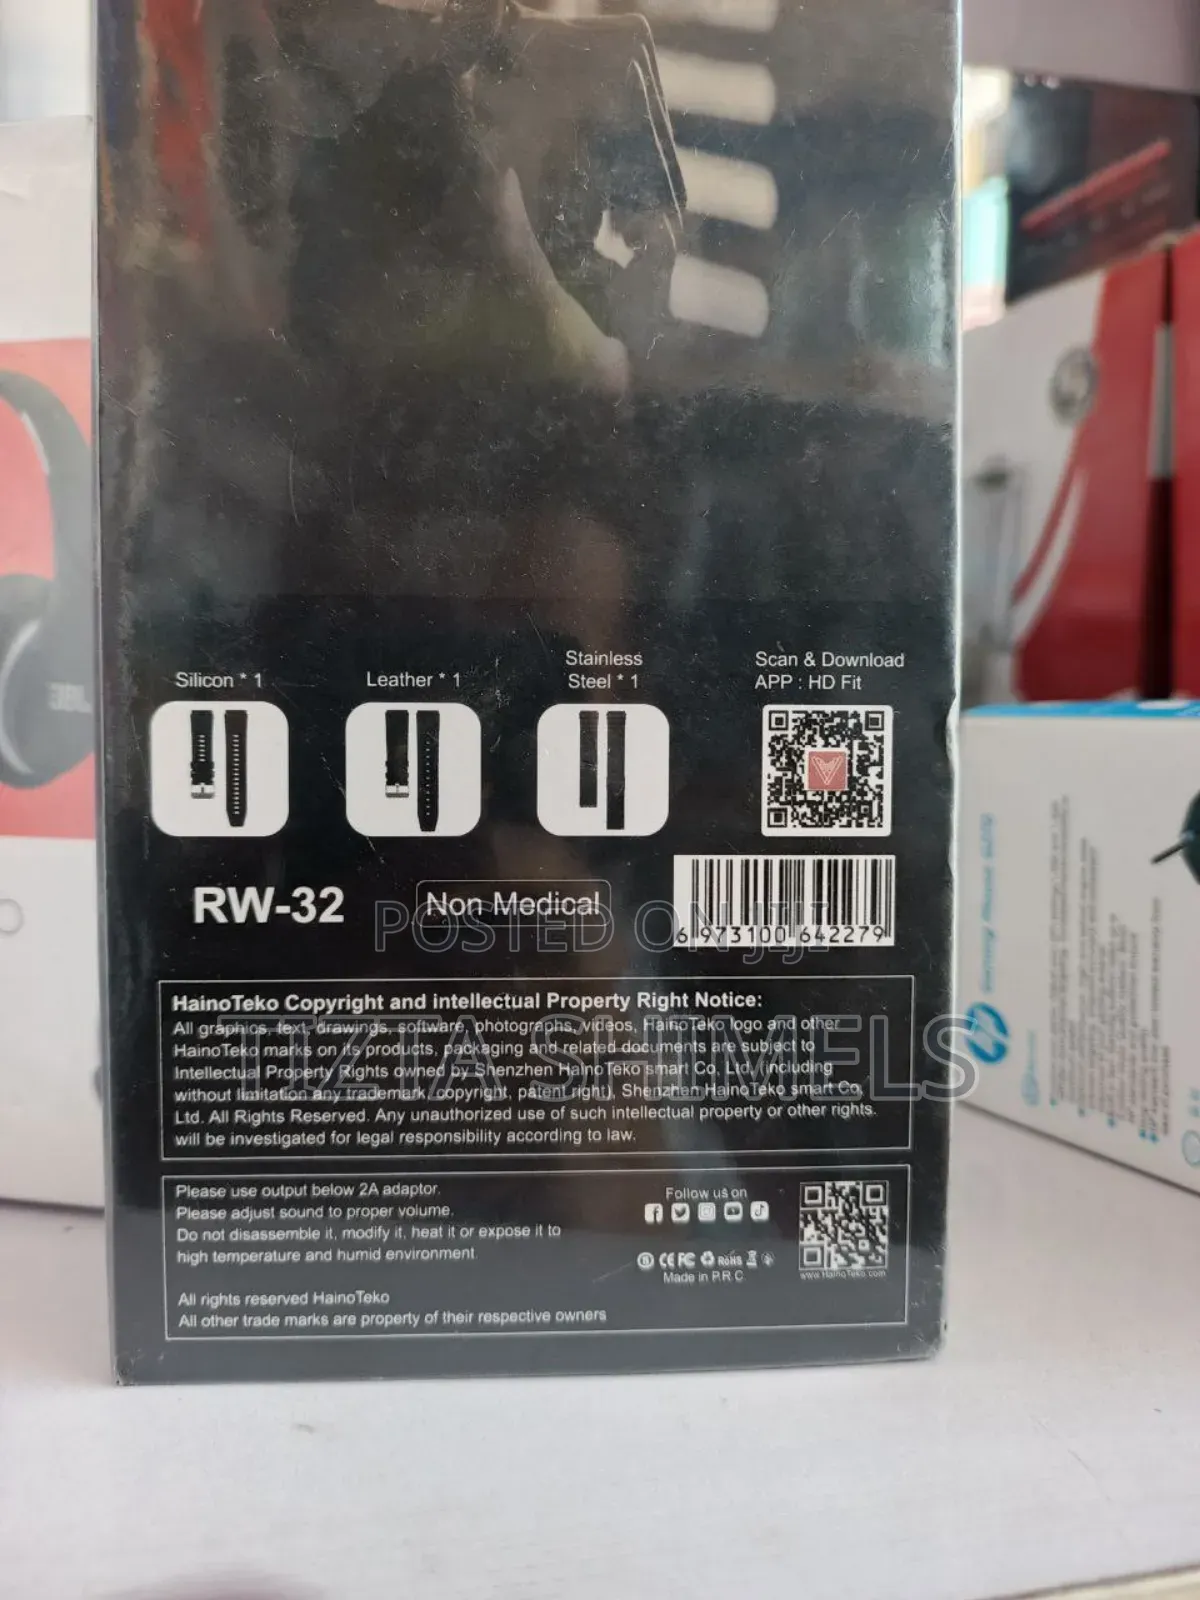 Silicon * 1
Leather * 1
Stainless
Steel * 1
Scan & Download
APP : HD Fit
RW-32
Non Medical
6 973100 642279
POSTED ON JIJI
TIZTA SHIMELS
HainoTeko Copyright and intellectual Property Right Notice:
All graphics, text, drawings, software, photographs, videos, HainoTeko logo and other
HainoTeko marks on its products, packaging and related documents are subject to
Intellectual Property Rights owned by Shenzhen HainoTeko smart Co, Ltd, (including
without limitation any trademark, copyright, patent right), Shenzhen HainoTeko smart Co,
Ltd. All Rights Reserved. Any unauthorized use of such intellectual property or other rights.
will be investigated for legal responsibility according to law.
Please use output below 2A adaptor.
Please adjust sound to proper volume.
Do not disassemble it, modify it, heat it or expose it to
high temperature and humid environment
All rights reserved HainoTeko
All other trade marks are property of their respective owners
Follow us on
CE FC RoHS
Made in P.R.C
www.HainoTeko.com
hp